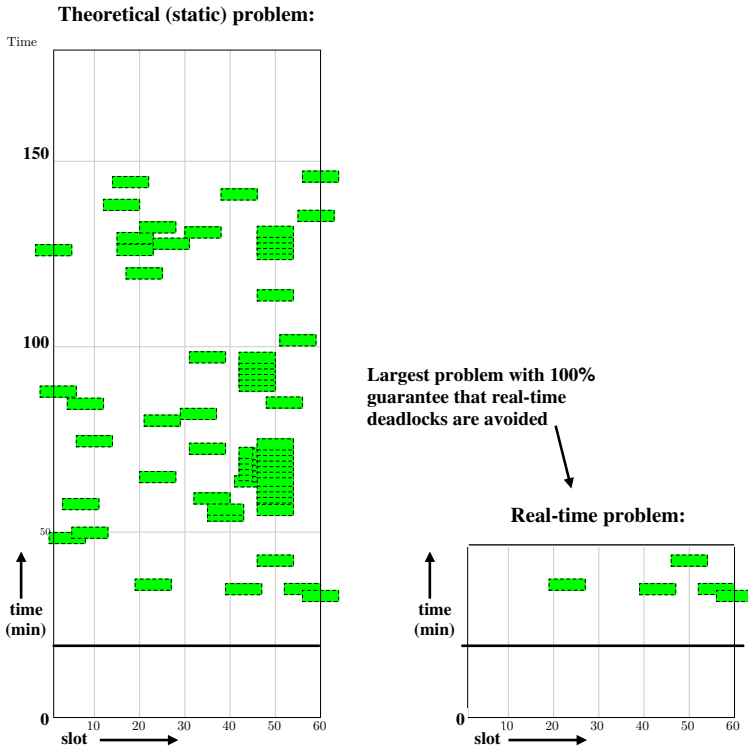 Theoretical (static) problem:
Time
150
100
50
time
(min)
0
10 20 30 40 50 60
slot
Largest problem with 100%
guarantee that real-time
deadlocks are avoided
Real-time problem:
time
(min)
0
10 20 30 40 50 60
slot